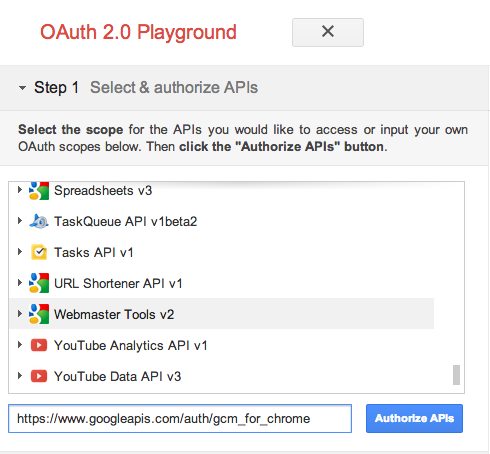 OAuth 2.0 Playground
Step 1 Select & authorize APIs
Select the scope for the APIs you would like to access or input your own
OAuth scopes below. Then click the "Authorize APIs" button.
Spreadsheets v3
TaskQueue API v1beta2
Tasks API v1
URL Shortener API v1
Webmaster Tools v2
YouTube Analytics API v1
YouTube Data API v3
https://www.googleapis.com/auth/gcm_for_chrome
Authorize APIs